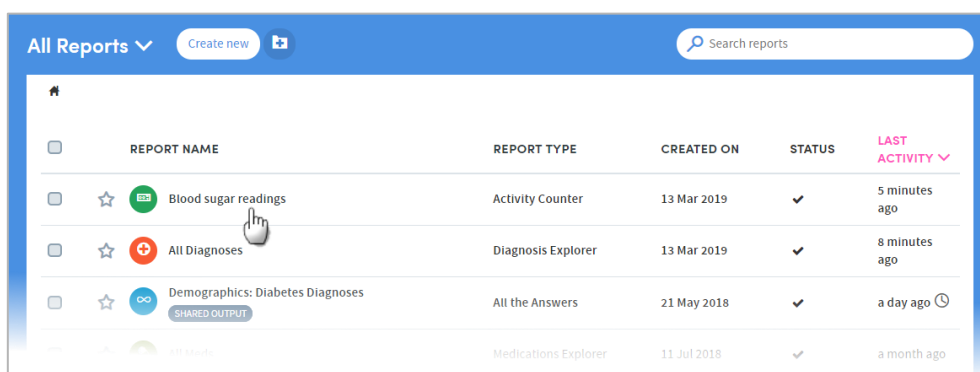 All Reports Create new Search reports
REPORT NAME REPORT TYPE CREATED ON STATUS LAST
ACTIVITY
Blood sugar readings Activity Counter 13 Mar 2019 5 minutes
ago
All Diagnoses Diagnosis Explorer 13 Mar 2019 8 minutes
ago
Demographics: Diabetes Diagnoses
SHARED OUTPUT All the Answers 21 May 2018 a day ago
All Meds Medications Explorer 11 Jul 2018 a month ago